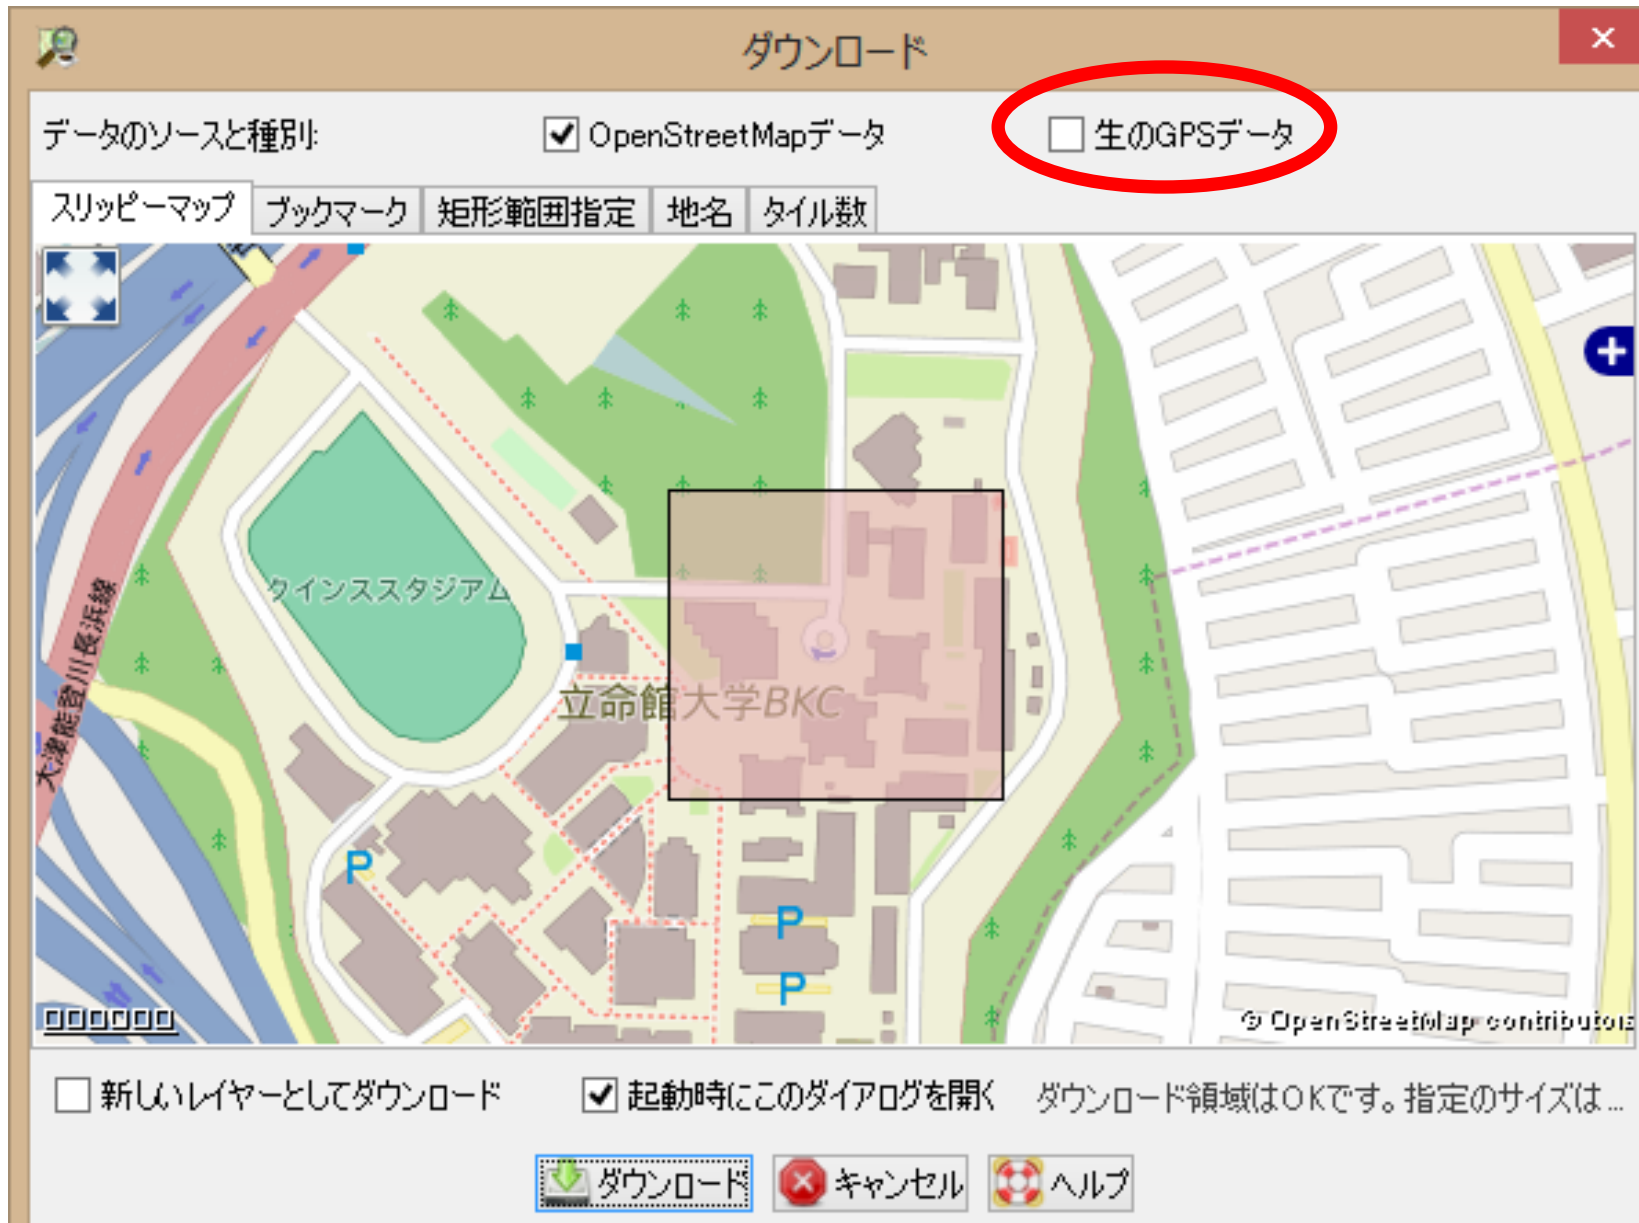 ダウンロード
データのソースと種別:
OpenStreetMapデータ
生のGPSデータ
スリッピーマップ
ブックマーク
矩形範囲指定
地名
タイル数
クインススタジアム
大津能登川長浜線
立命館大学BKC
P
P
P
© OpenStreetMap contributors
新しいレイヤーとしてダウンロード
起動時にこのダイアログを開く
ダウンロード領域はOKです。指定のサイズは...
ダウンロード
キャンセル
ヘルプ